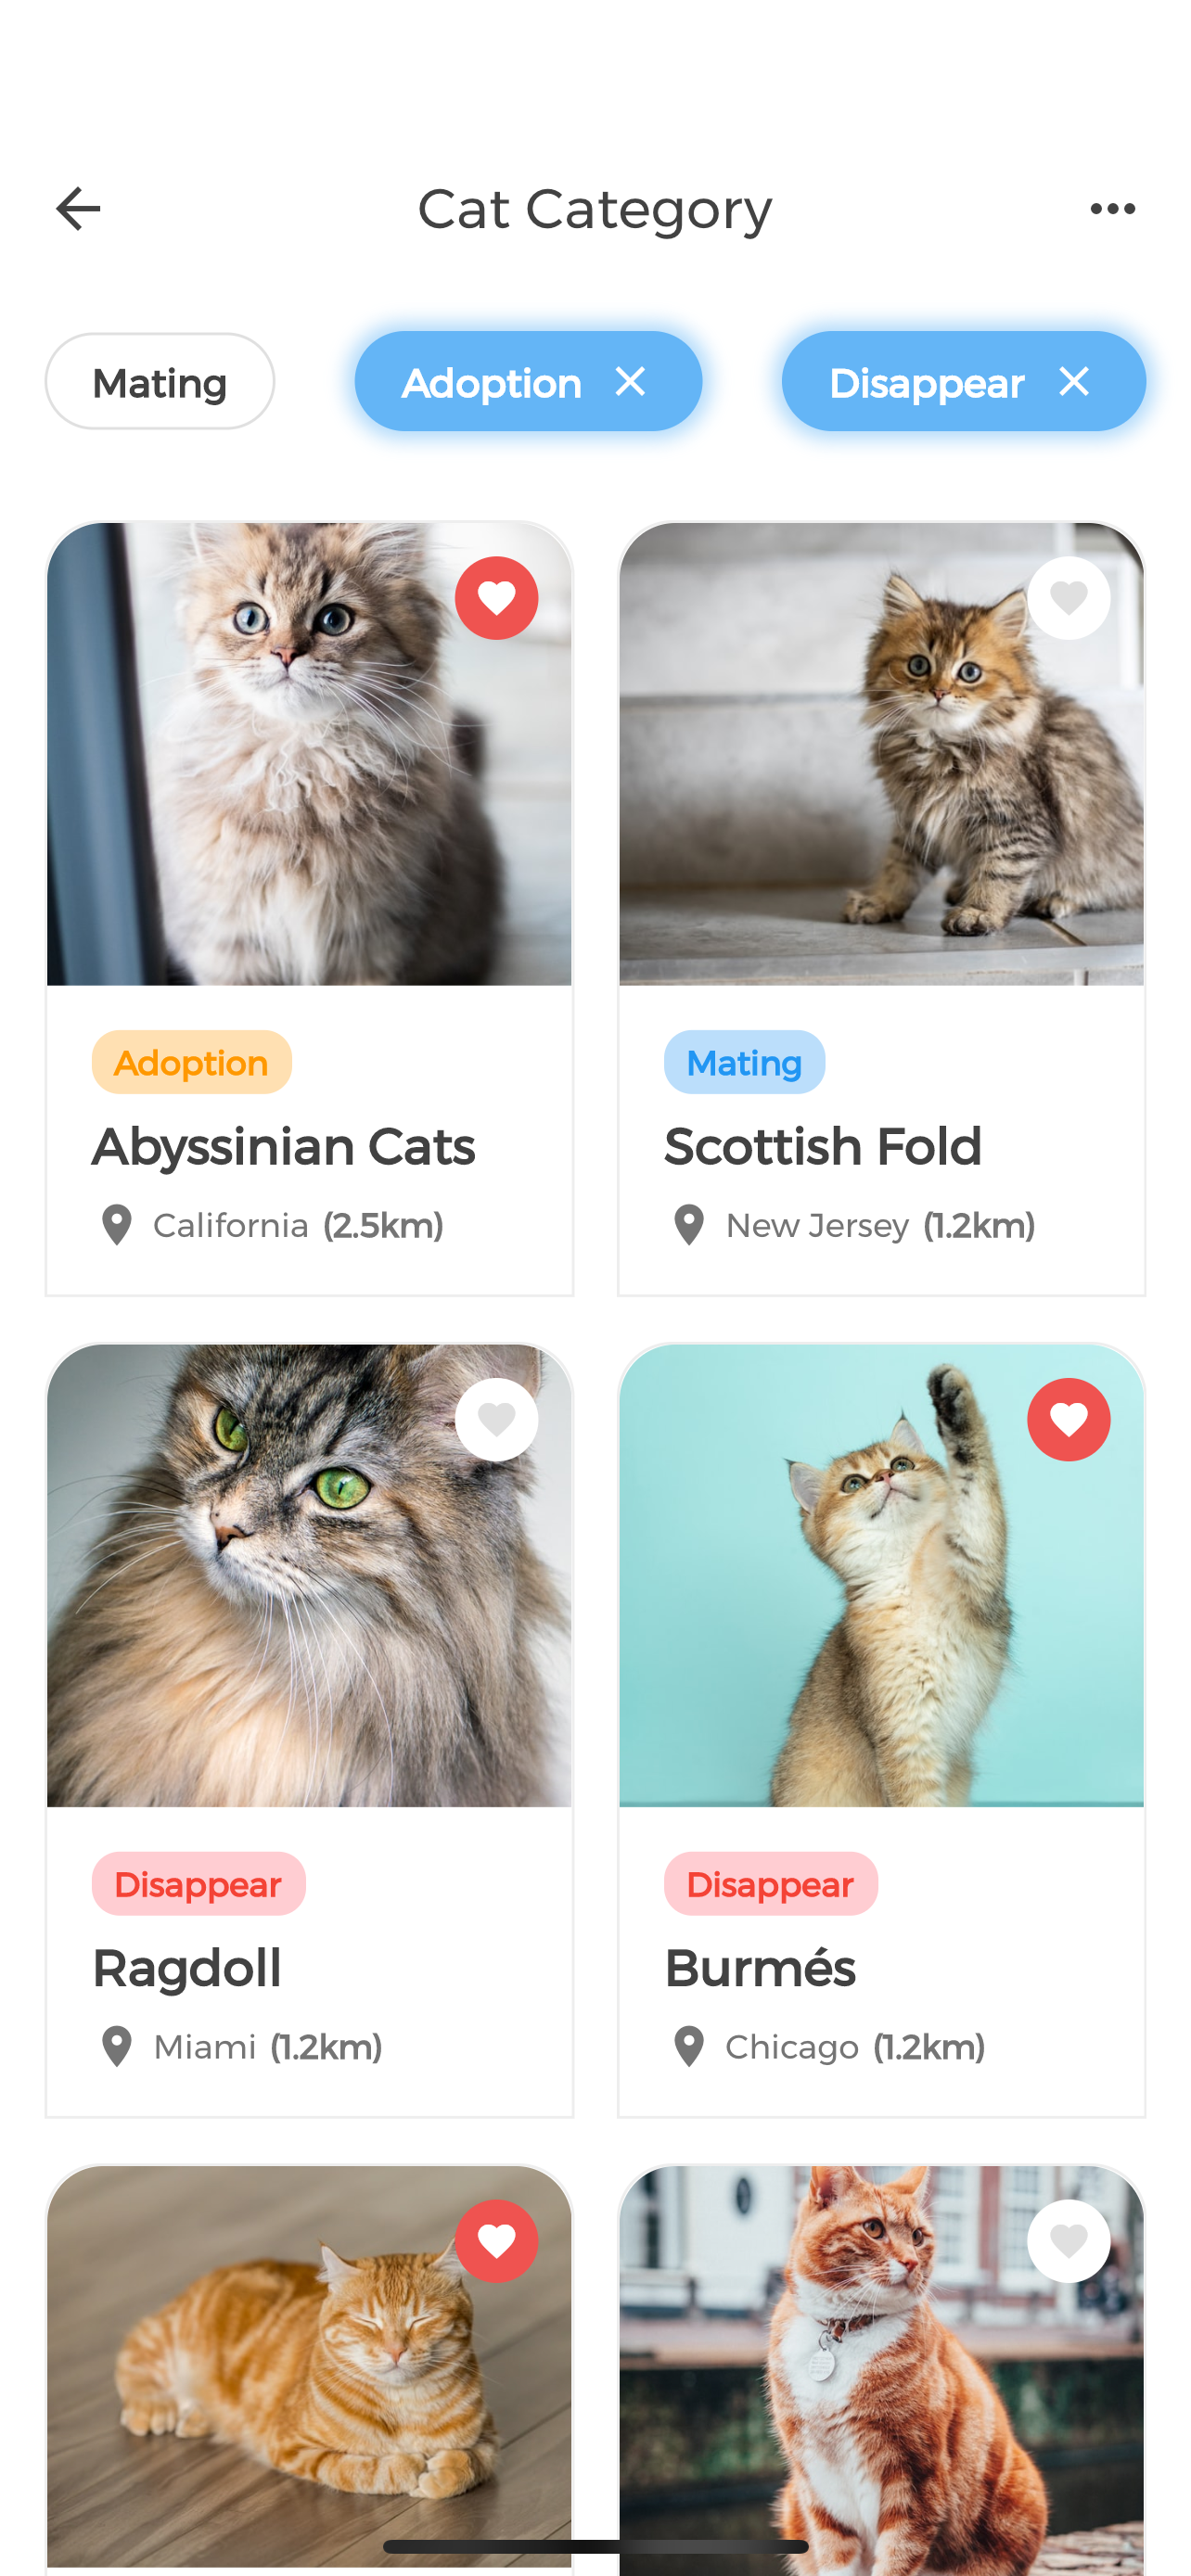 Cat Category
Mating
Adoption
Disappear
Adoption
Abyssinian Cats
California (2.5km)
Mating
Scottish Fold
New Jersey (1.2km)
Disappear
Ragdoll
Miami (1.2km)
Disappear
Burmés
Chicago (1.2km)